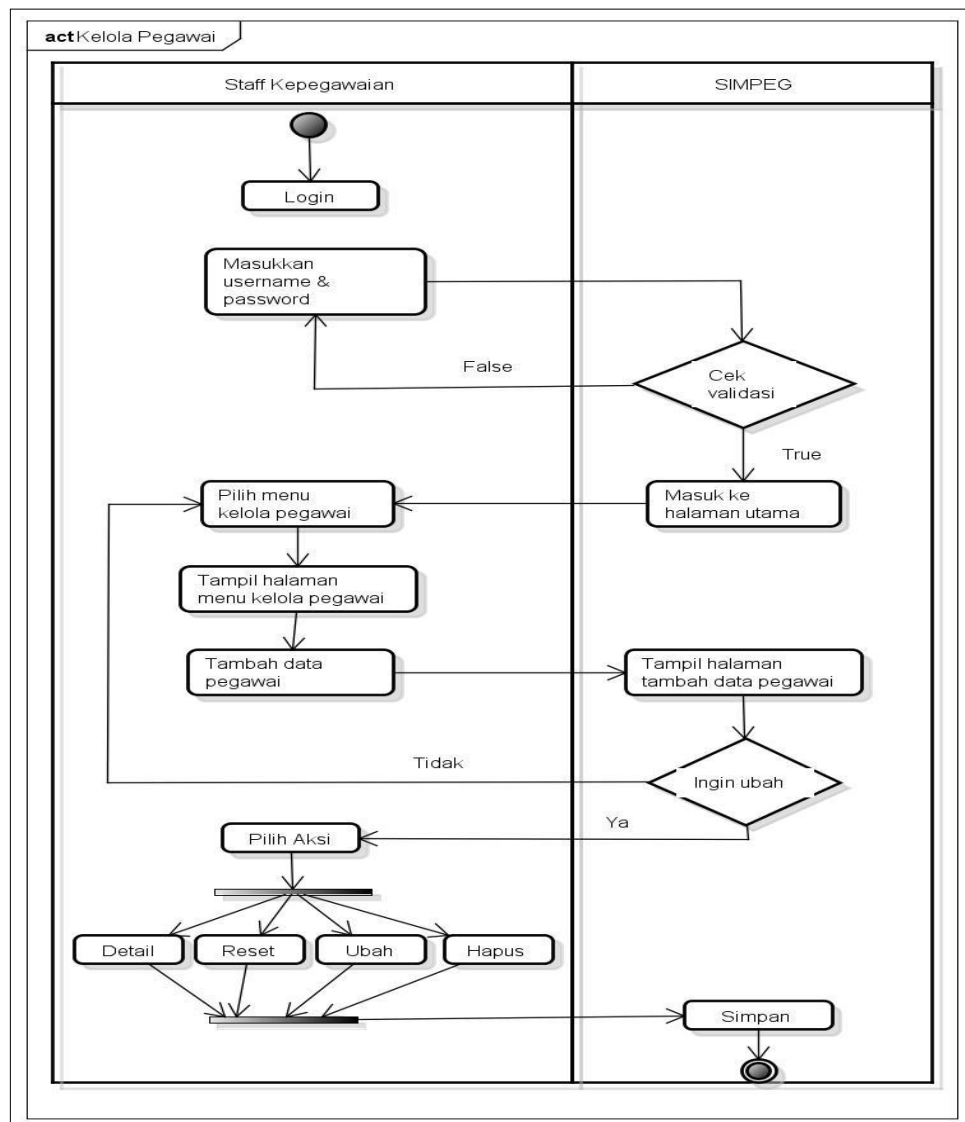 act Kelola Pegawai
Staff Kepegawaian
SIMPEG
Login
Masukkan
username &
password
False
Cek
validasi
True
Pilih menu
kelola pegawai
Masuk ke
halaman utama
Tampil halaman
menu kelola pegawai
Tambah data
pegawai
Tampil halaman
tambah data pegawai
Tidak
Ingin ubah
Ya
Pilih Aksi
Detail
Reset
Ubah
Hapus
Simpan